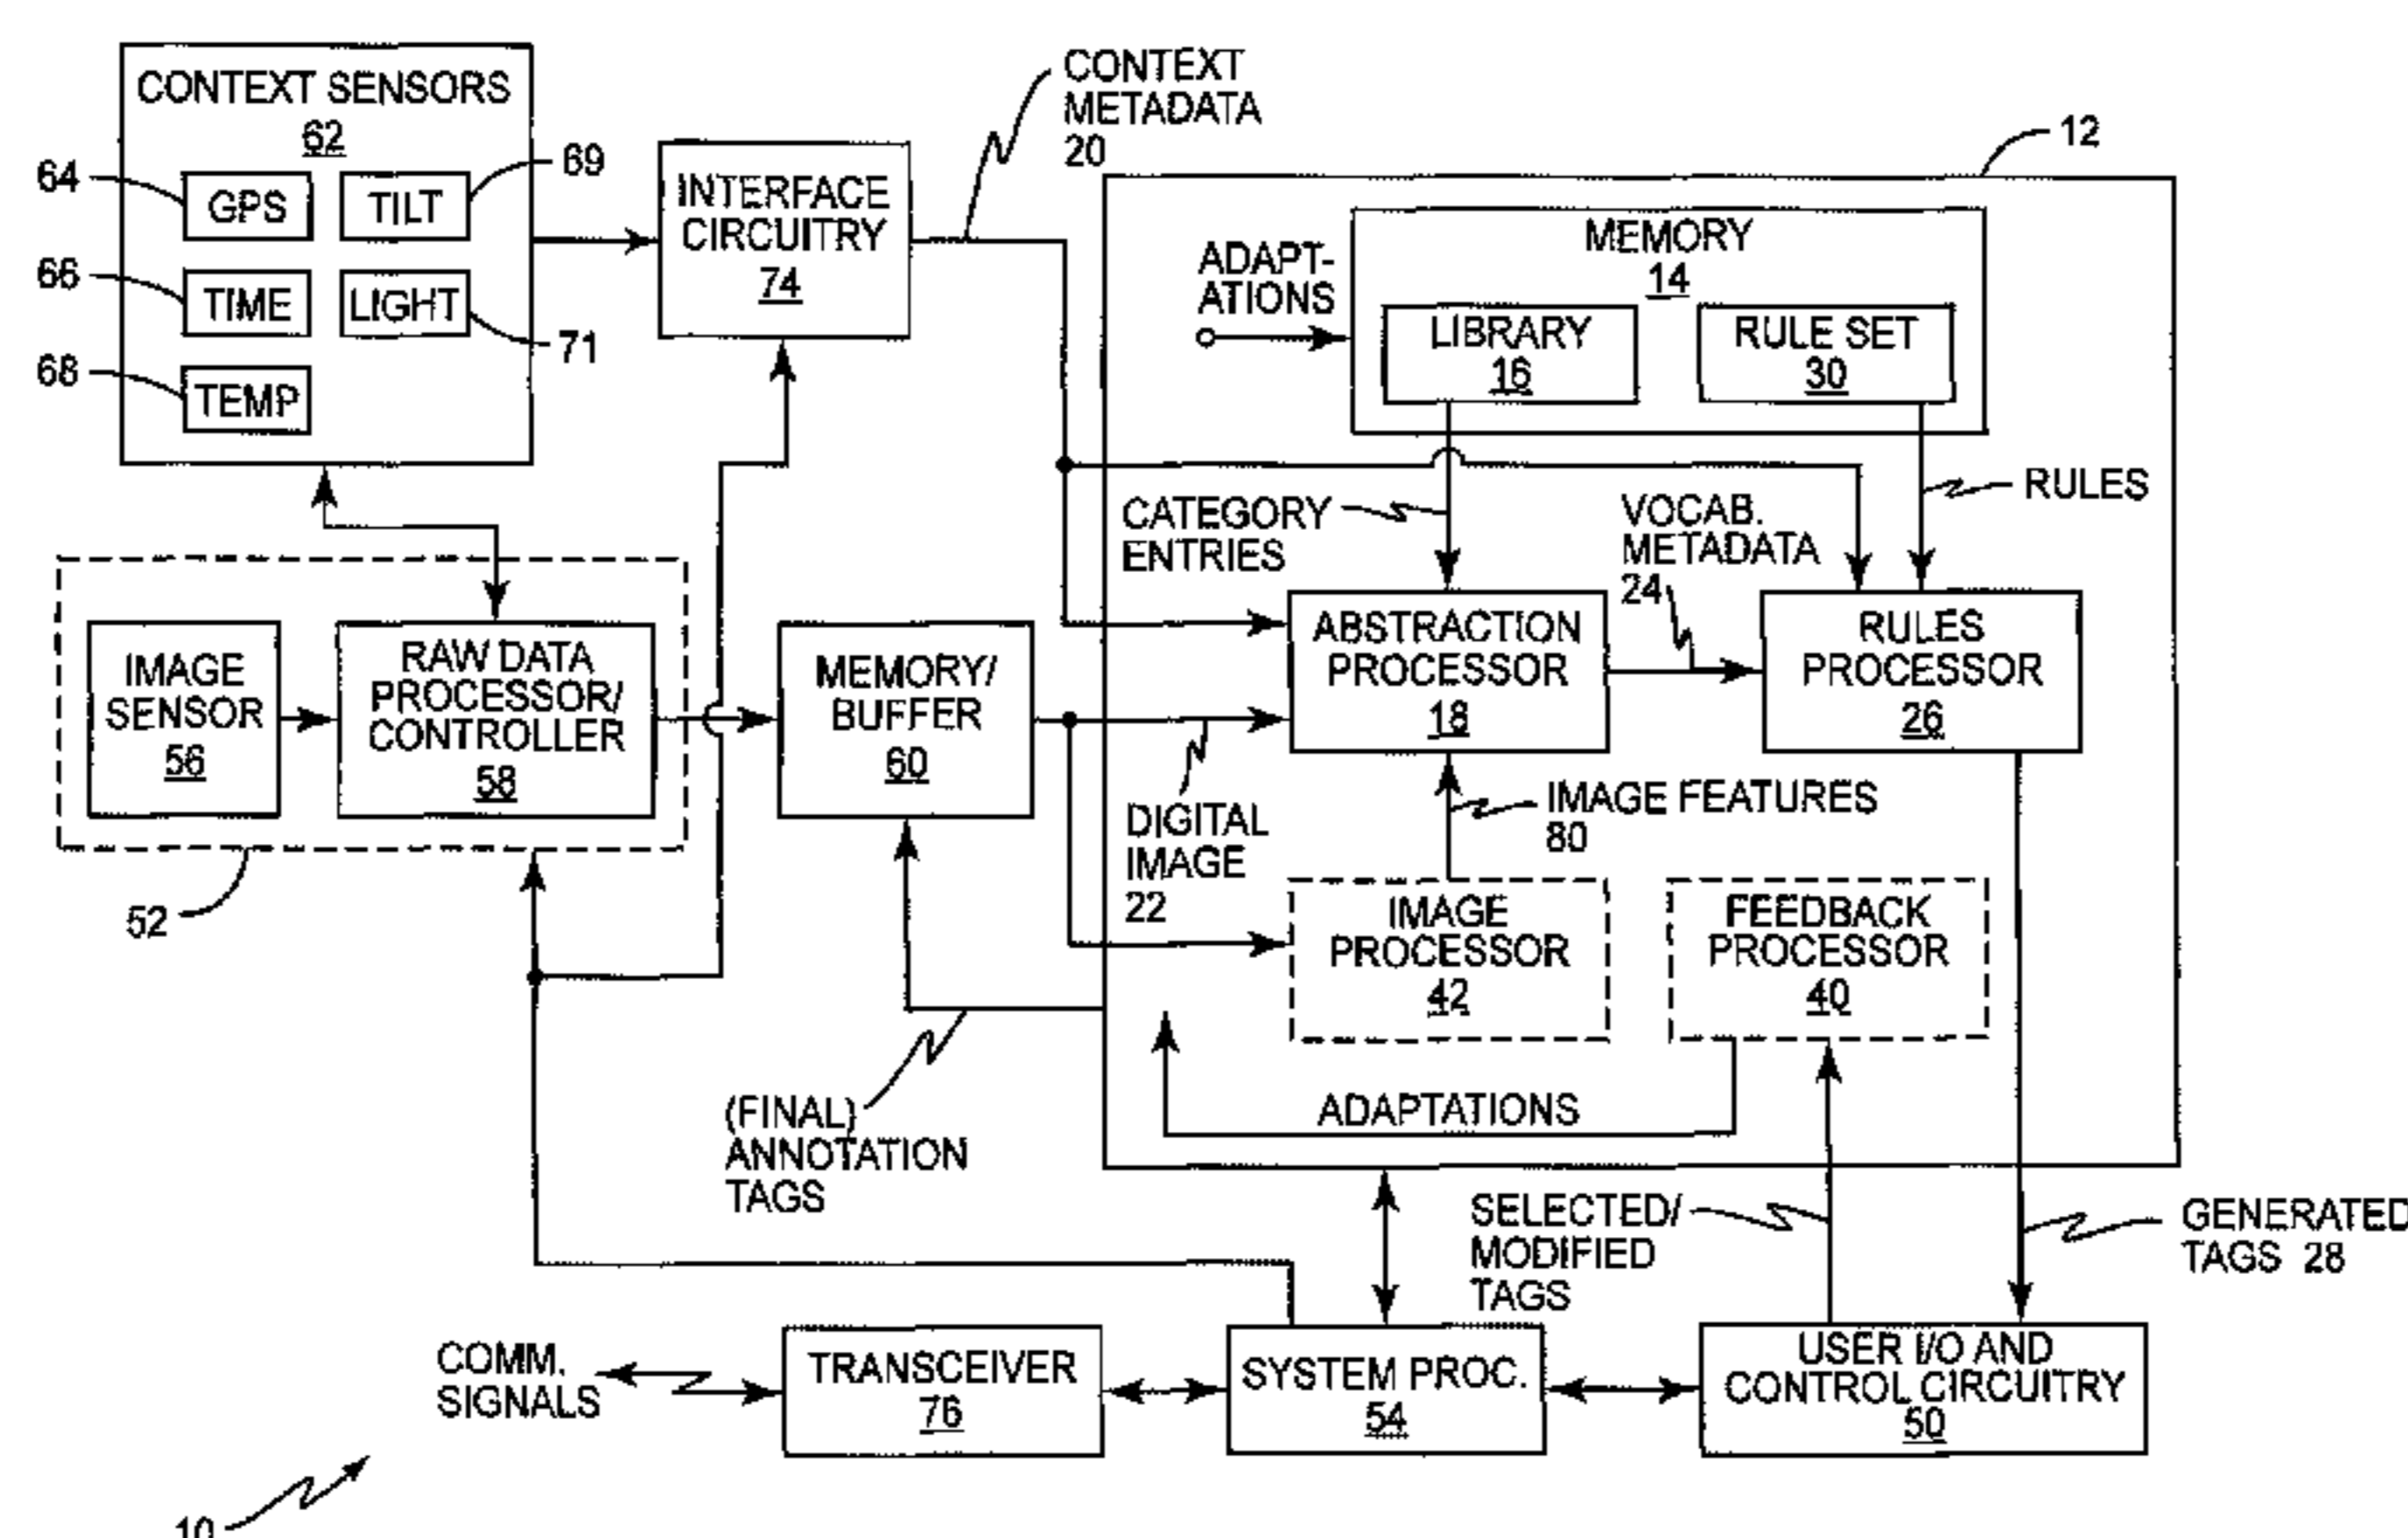 CONTEXT SENSORS
62
64
GPS
TILT
69
66
TIME
LIGHT
71
68
TEMP
INTERFACE
CIRCUITRY
74
CONTEXT
METADATA
20
12
ADAPT-
ATIONS
MEMORY
14
LIBRARY
16
RULE SET
30
CATEGORY
ENTRIES
VOCAB.
METADATA
24
RULES
IMAGE
SENSOR
56
RAW DATA
PROCESSOR/
CONTROLLER
58
52
MEMORY/
BUFFER
60
ABSTRACTION
PROCESSOR
18
RULES
PROCESSOR
26
DIGITAL
IMAGE
22
IMAGE FEATURES
80
IMAGE
PROCESSOR
42
FEEDBACK
PROCESSOR
40
ADAPTATIONS
(FINAL)
ANNOTATION
TAGS
SELECTED/
MODIFIED
TAGS
GENERATED
TAGS 28
COMM.
SIGNALS
TRANSCEIVER
76
SYSTEM PROC.
54
USER I/O AND
CONTROL CIRCUITRY
50
10